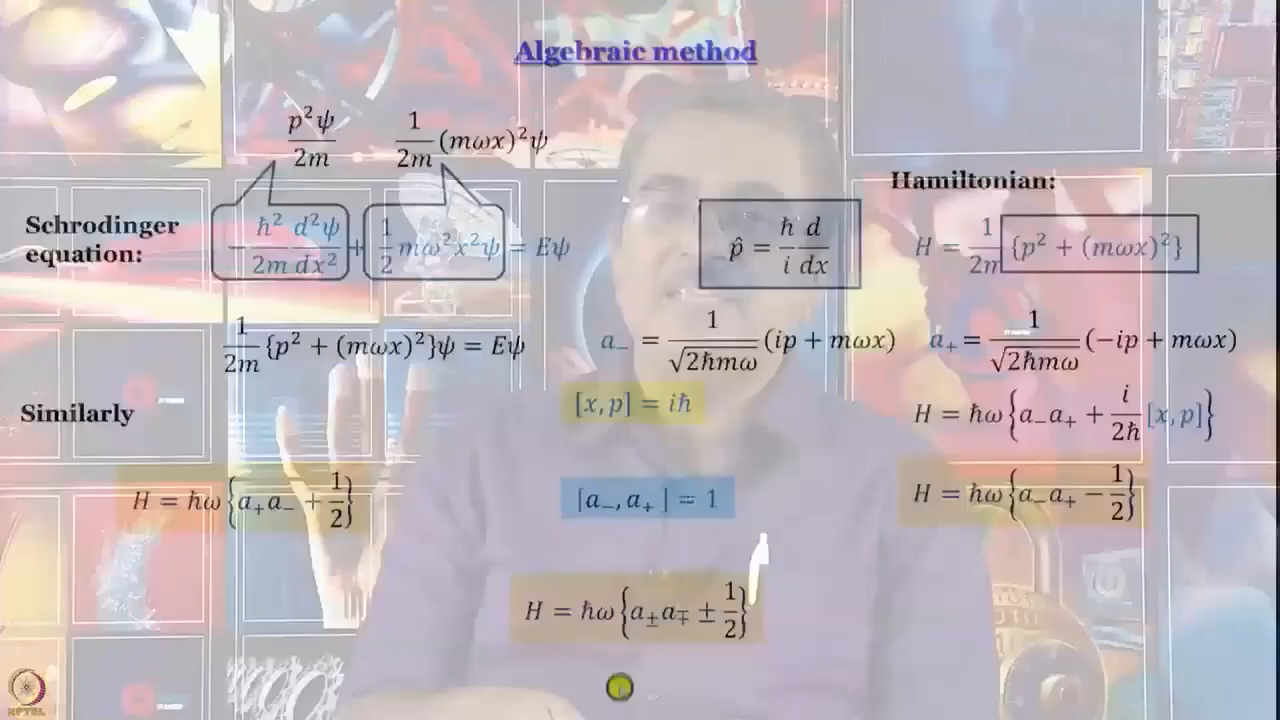 Algebraic method
p²ψ/2m
1/2m (mωx)²ψ
Hamiltonian:
Schrodinger equation:
-ℏ²/2m d²ψ/dx² + 1/2 mω²x²ψ = Eψ
p̂ = ℏ/i d/dx
H = 1/2m {p² + (mωx)²}
1/2m {p² + (mωx)²}ψ = Eψ
a₋ = 1/√2ℏmω (ip + mωx)
a₊ = 1/√2ℏmω (-ip + mωx)
Similarly
[x, p] = iℏ
H = ℏω{a₋a₊ + i/2ℏ [x, p]}
H = ℏω{a₊a₋ + 1/2}
[a₋, a₊] = 1
H = ℏω{a₋a₊ - 1/2}
H = ℏω{a±a∓ ± 1/2}
NPTEL